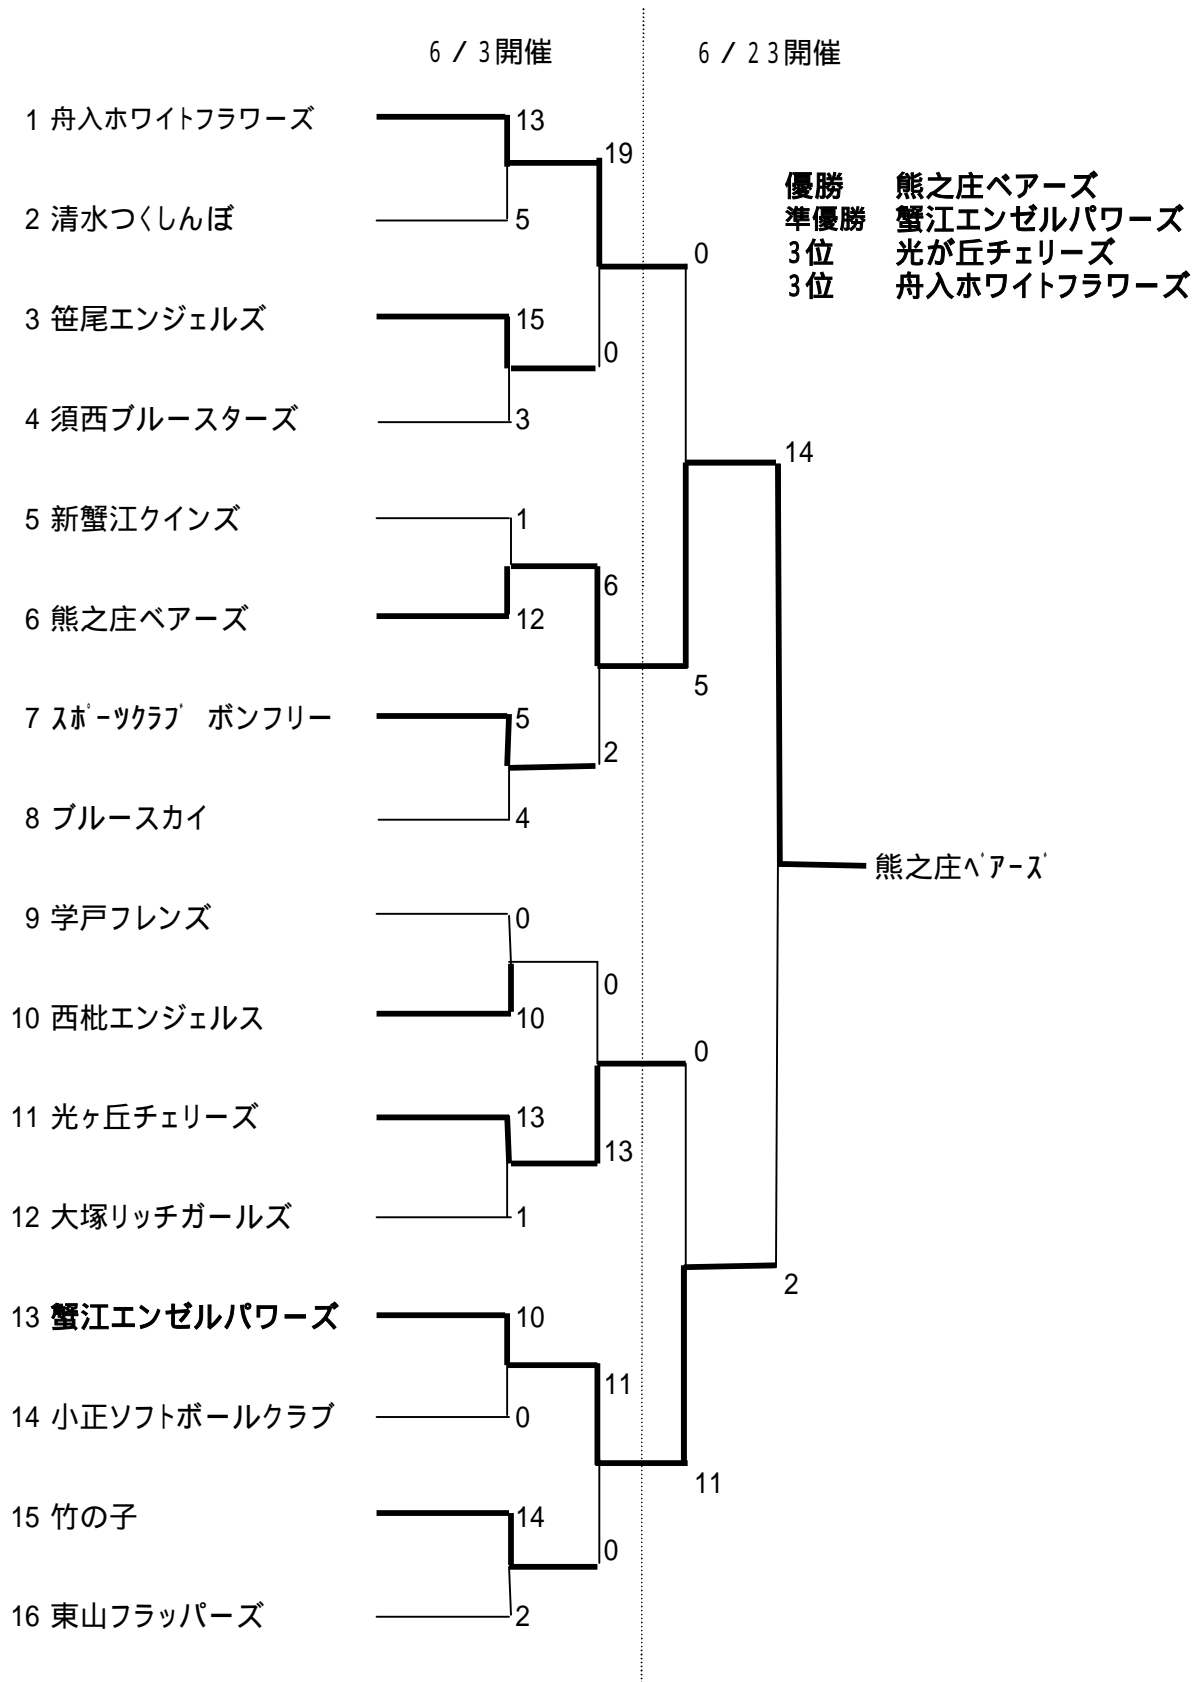 6/3開催
6/23開催
1 舟入ホワイトフラワーズ
13
19
優勝 熊之庄ベアーズ
準優勝 蟹江エンゼルパワーズ
3位 光が丘チェリーズ
3位 舟入ホワイトフラワーズ
2 清水つくしんぼ
5
0
3 笹尾エンジェルズ
15
0
4 須西ブルースターズ
3
14
5 新蟹江クインズ
1
6
6 熊之庄ベアーズ
12
5
7 スポーツクラブ ボンフリー
5
2
8 ブルースカイ
4
熊之庄ベアーズ
9 学戸フレンズ
0
0
10 西枇エンジェルス
10
0
11 光ヶ丘チェリーズ
13
13
12 大塚リッチガールズ
1
2
13 蟹江エンゼルパワーズ
10
11
14 小正ソフトボールクラブ
0
11
15 竹の子
14
0
16 東山フラッパーズ
2